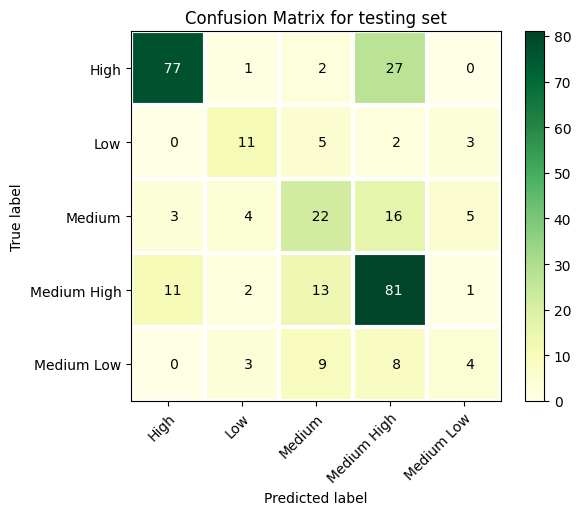 Confusion Matrix for testing set
True label
High 77 1 2 27 0
Low 0 11 5 2 3
Medium 3 4 22 16 5
Medium High 11 2 13 81 1
Medium Low 0 3 9 8 4
High Low Medium Medium High Medium Low
Predicted label
80
70
60
50
40
30
20
10
0